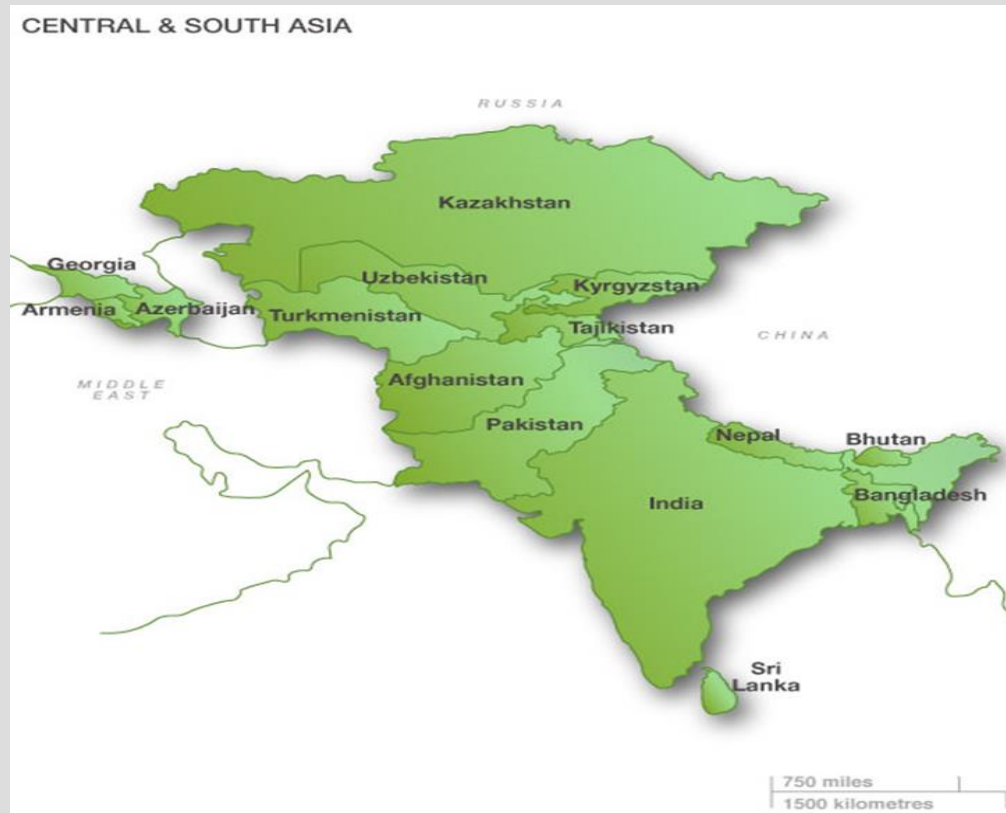 CENTRAL & SOUTH ASIA
RUSSIA
Kazakhstan
Georgia
Uzbekistan
Kyrgyzstan
Armenia
Azerbaijan
Turkmenistan
Tajikistan
CHINA
MIDDLE
EAST
Afghanistan
Pakistan
Nepal
Bhutan
India
Bangladesh
Sri
Lanka
750 miles
1500 kilometres